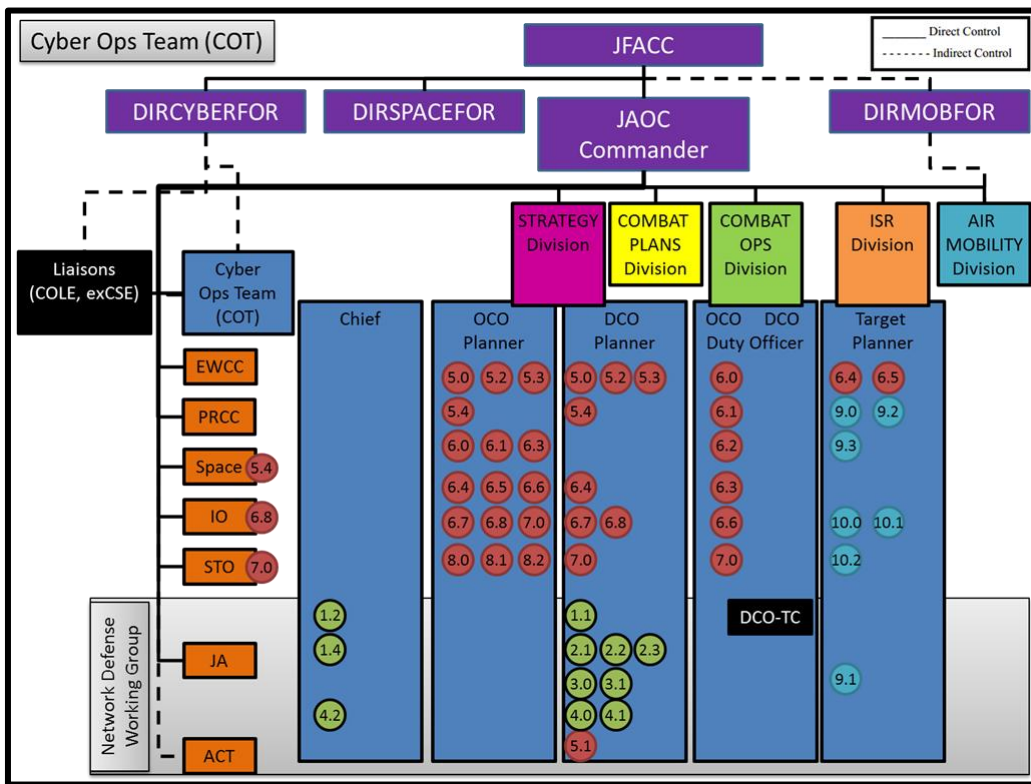 Cyber Ops Team (COT)
JFACC
Direct Control
Indirect Control
DIRCYBERFOR
DIRSPACEFOR
JAOC
Commander
DIRMOBFOR
STRATEGY
Division
COMBAT
PLANS
Division
COMBAT
OPS
Division
ISR
Division
AIR
MOBILITY
Division
Liaisons
(COLE, exCSE)
Cyber
Ops Team
(COT)
Chief
OCO
Planner
DCO
Planner
OCO DCO
Duty Officer
Target
Planner
EWCC
5.0 5.2 5.3 5.0 5.2 5.3 6.0 6.4 6.5
PRCC
5.4 5.4 6.1 9.0 9.2
6.0 6.1 6.3 6.2 9.3
Space 5.4
6.4 6.5 6.6 6.4 6.3
IO 6.8
6.7 6.8 7.0 6.7 6.8 6.6 10.0 10.1
STO 7.0
8.0 8.1 8.2 7.0 7.0 10.2
Network Defense
Working Group
1.2 1.1 DCO-TC
1.4 2.1 2.2 2.3
JA
3.0 3.1 9.1
4.2 4.0 4.1
5.1
ACT